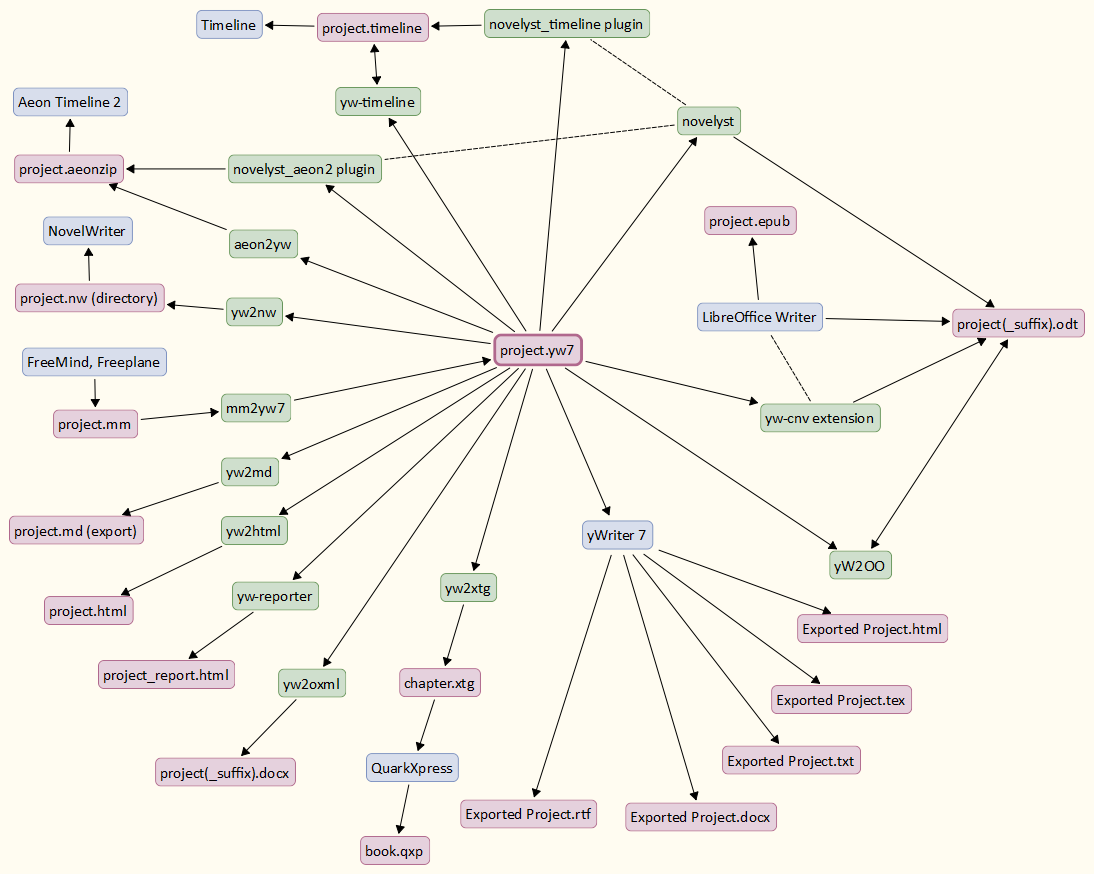 Timeline
project.timeline
novelyst_timeline plugin
Aeon Timeline 2
yw-timeline
novelyst
project.aeonzip
novelyst_aeon2 plugin
NovelWriter
aeon2yw
project.epub
project.nw (directory)
yw2nw
LibreOffice Writer
project(_suffix).odt
project.yw7
FreeMind, Freeplane
mm2yw7
project.mm
yw-cnv extension
yw2md
project.md (export)
yw2html
yWriter 7
yW2OO
yw-reporter
yw2xtg
project.html
Exported Project.html
project_report.html
yw2oxml
chapter.xtg
Exported Project.tex
project(_suffix).docx
QuarkXpress
Exported Project.txt
Exported Project.rtf
Exported Project.docx
book.qxp